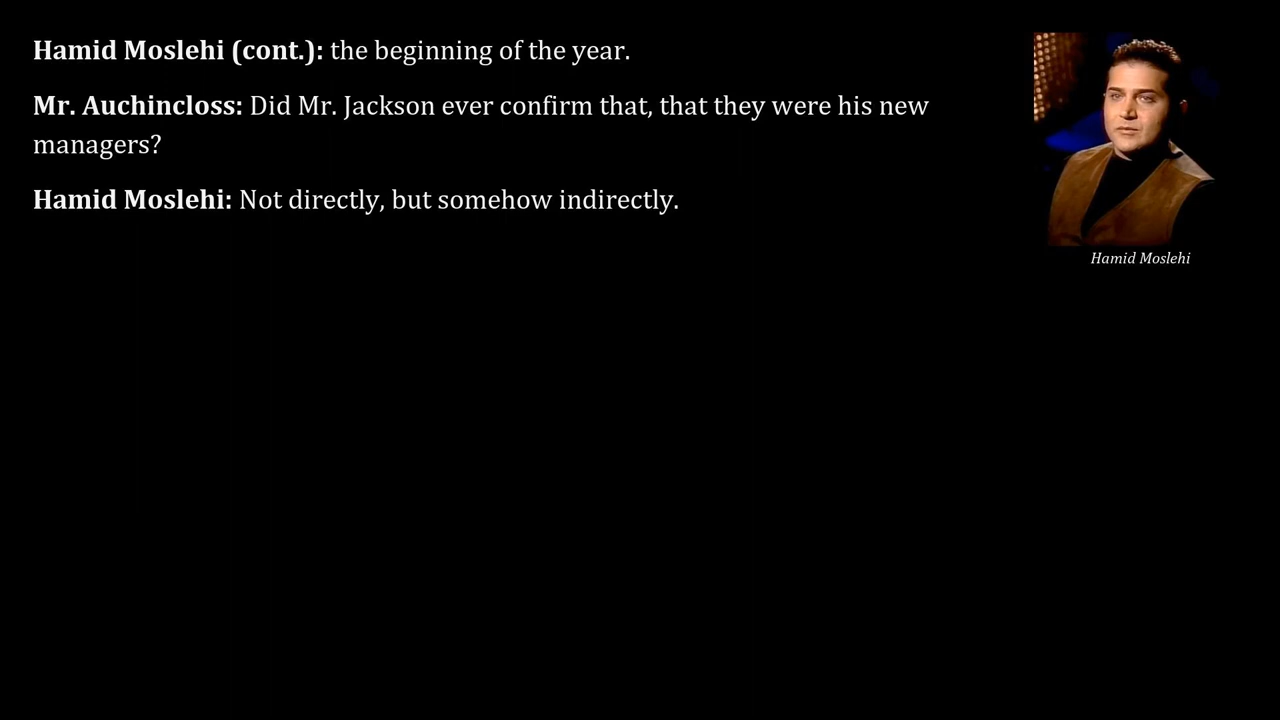 Hamid Moslehi (cont.): the beginning of the year.
Mr. Auchincloss: Did Mr. Jackson ever confirm that, that they were his new
managers?
Hamid Moslehi: Not directly, but somehow indirectly.
Hamid Moslehi